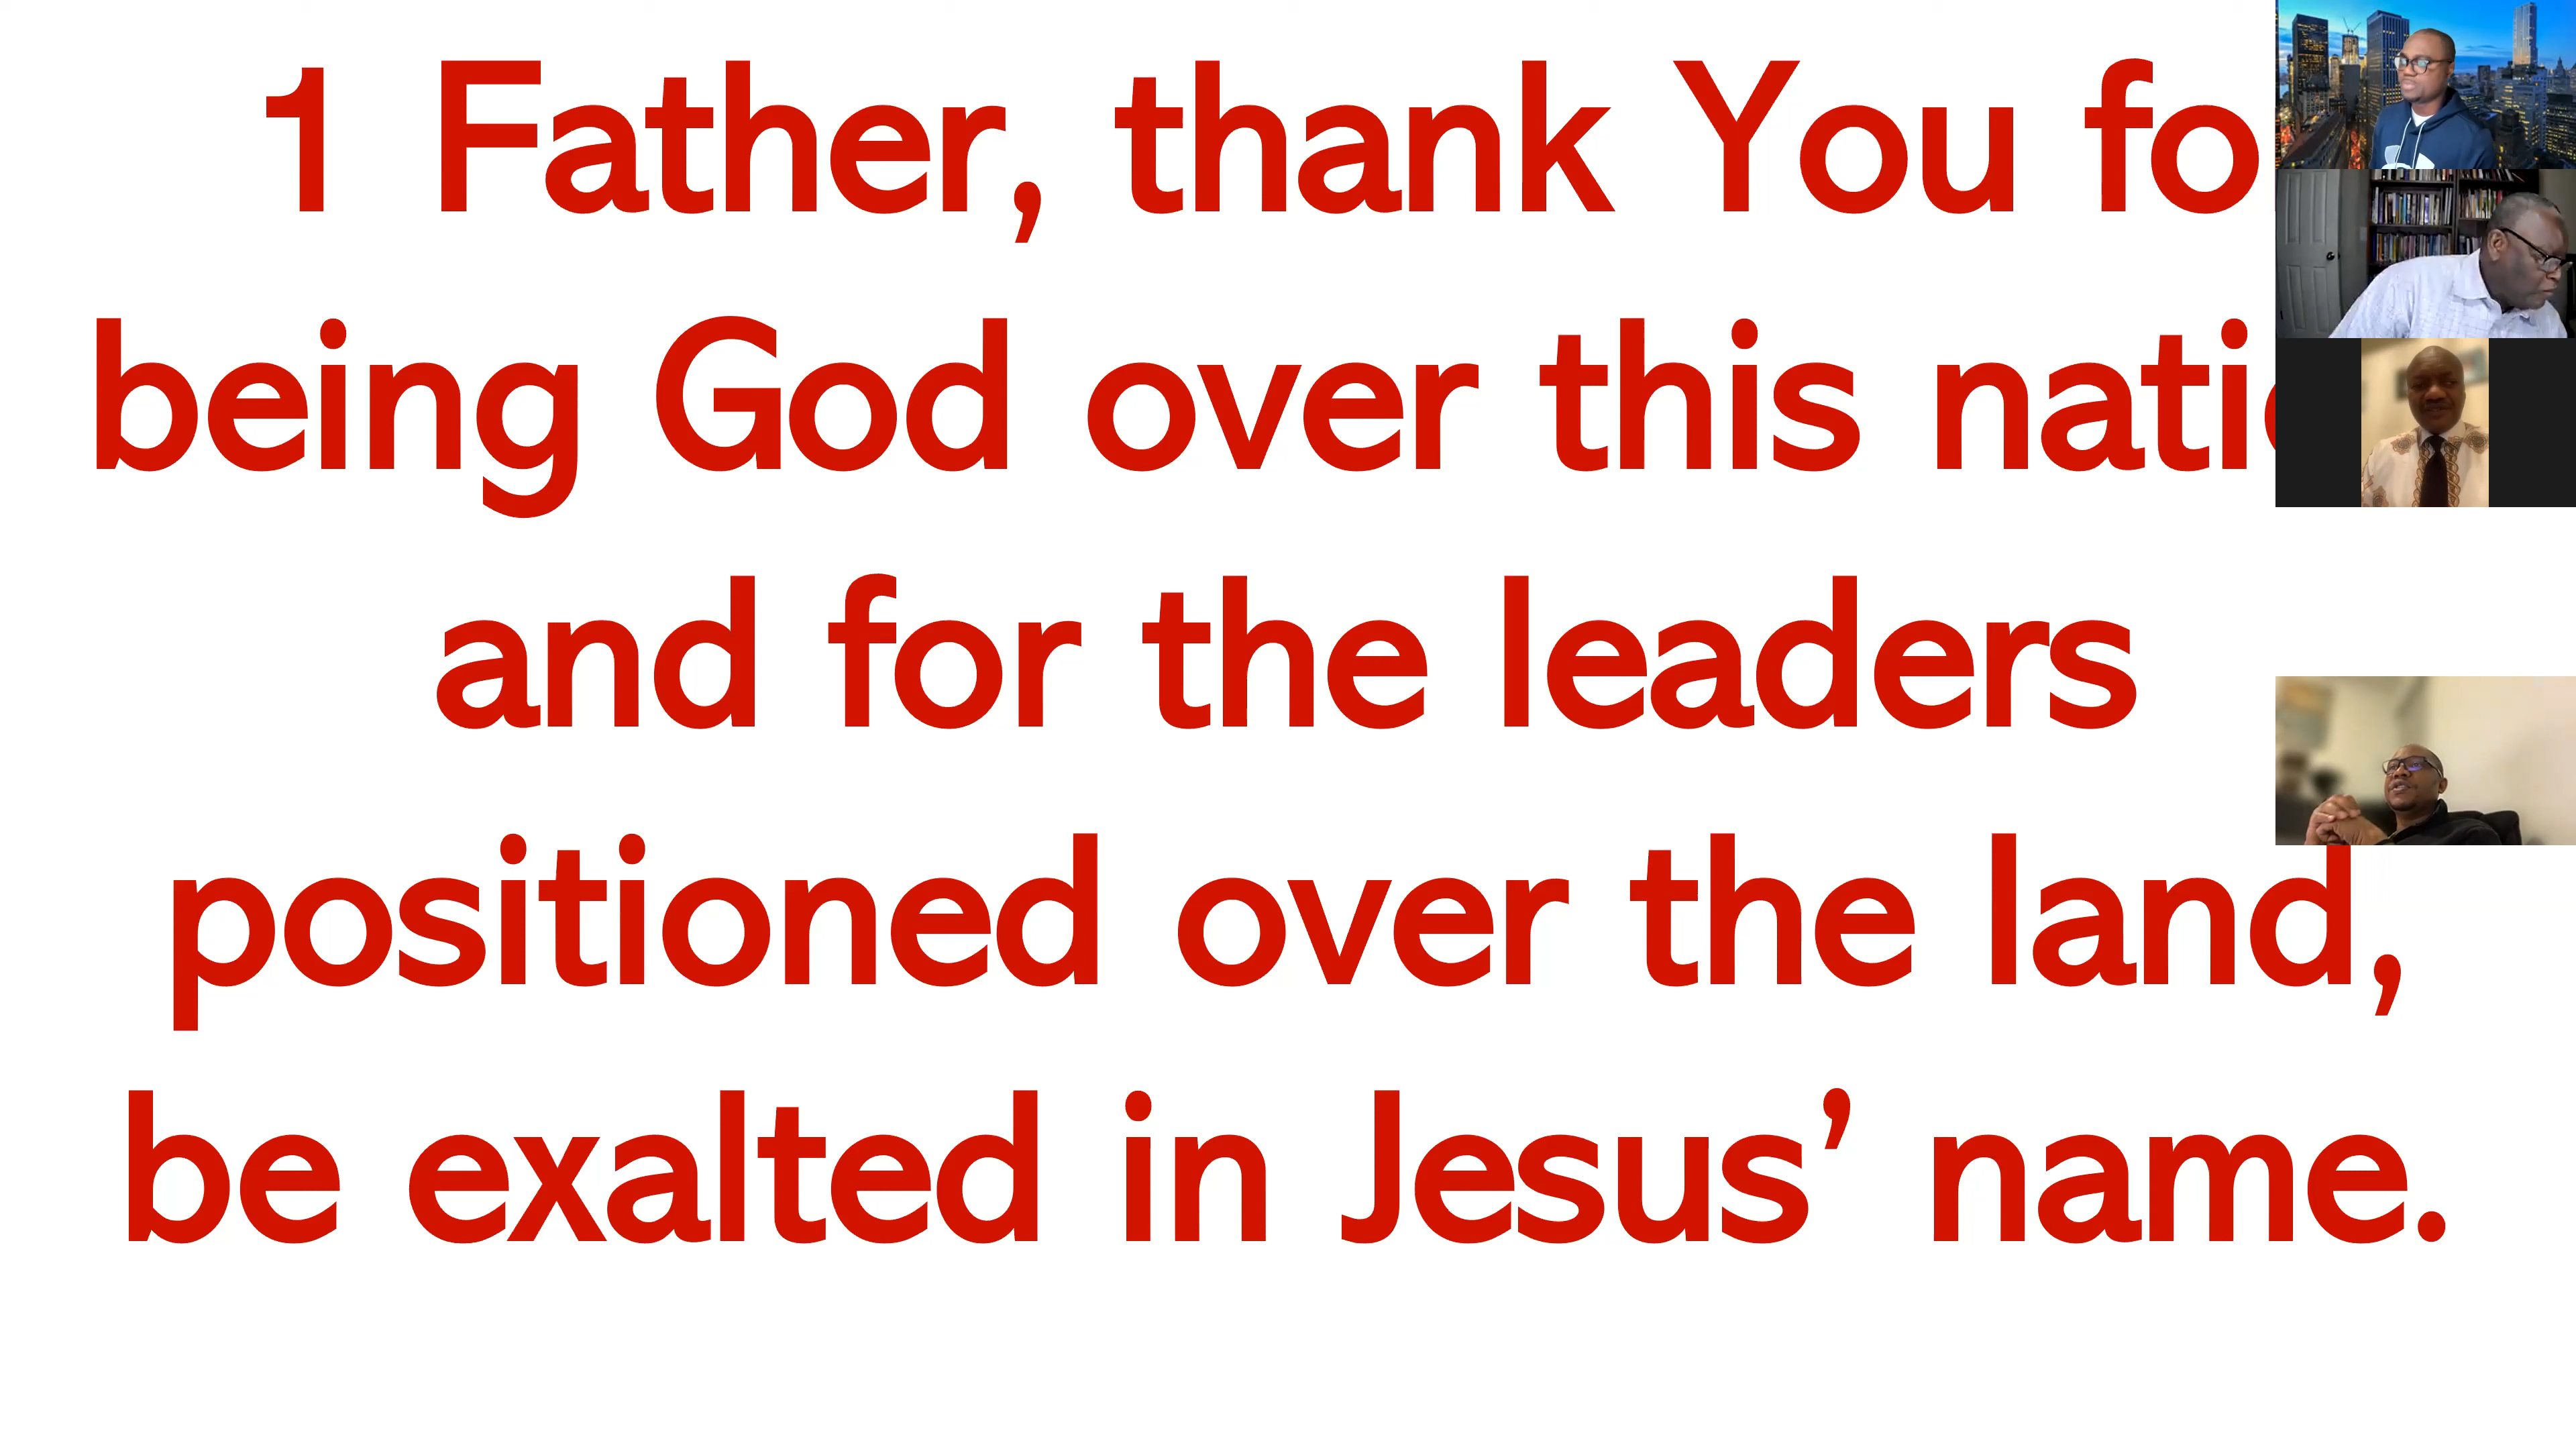 1 Father, thank You fo
being God over this nati
and for the leaders
positioned over the land,
be exalted in Jesus’ name.